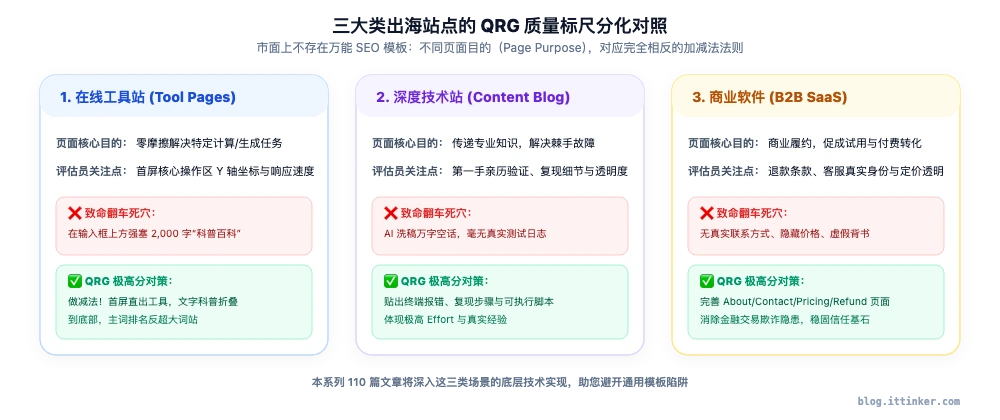 三大类出海站点的 QRG 质量标尺分化对照
市面上不存在万能 SEO 模板：不同页面目的（Page Purpose），对应完全相反的加减法法则
1. 在线工具站 (Tool Pages)
页面核心目的： 零摩擦解决特定计算/生成任务
评估员关注点： 首屏核心操作区 Y 轴坐标与响应速度
❌ 致命翻车死穴：
在输入框上方强塞 2,000 字“科普百科”
✅ QRG 极高分对策：
做减法！首屏直出工具，文字科普折叠
到底部，主词排名反超大词站
2. 深度技术站 (Content Blog)
页面核心目的： 传递专业知识，解决棘手故障
评估员关注点： 第一手亲历验证、复现细节与透明度
❌ 致命翻车死穴：
AI 洗稿万字空话，毫无真实测试日志
✅ QRG 极高分对策：
贴出终端报错、复现步骤与可执行脚本
体现极高 Effort 与真实经验
3. 商业软件 (B2B SaaS)
页面核心目的： 商业履约，促成试用与付费转化
评估员关注点： 退款条款、客服真实身份与定价透明
❌ 致命翻车死穴：
无真实联系方式、隐藏价格、虚假背书
✅ QRG 极高分对策：
完善 About/Contact/Pricing/Refund 页面
消除金融交易欺诈隐患，稳固信任基石
本系列 110 篇文章将深入这三类场景的底层技术实现，助您避开通用模板陷阱
blog.ittinker.com